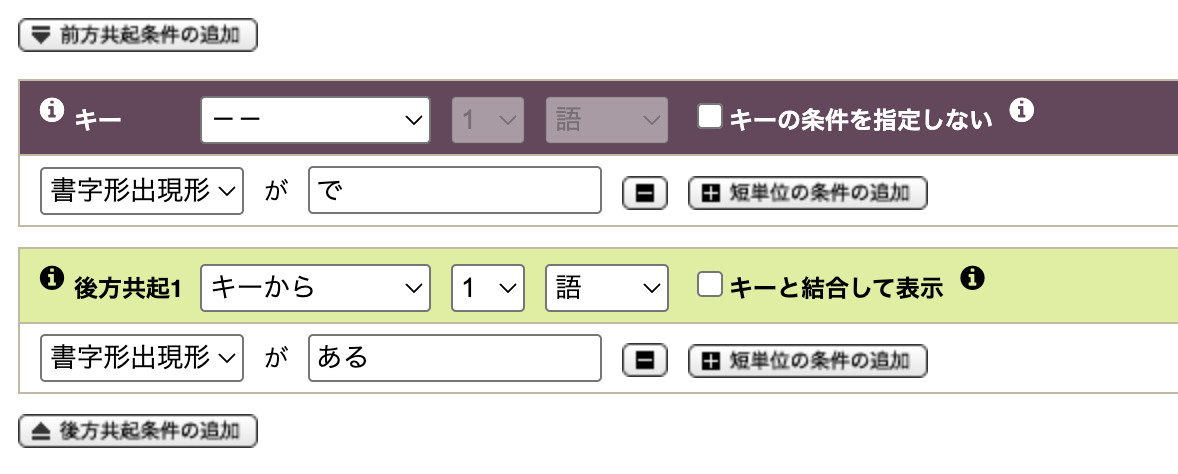 前方共起条件の追加
キー ーー 1 語 キーの条件を指定しない
書字形出現形 が で 短単位の条件の追加
後方共起1 キーから 1 語 キーと結合して表示
書字形出現形 が ある 短単位の条件の追加
後方共起条件の追加